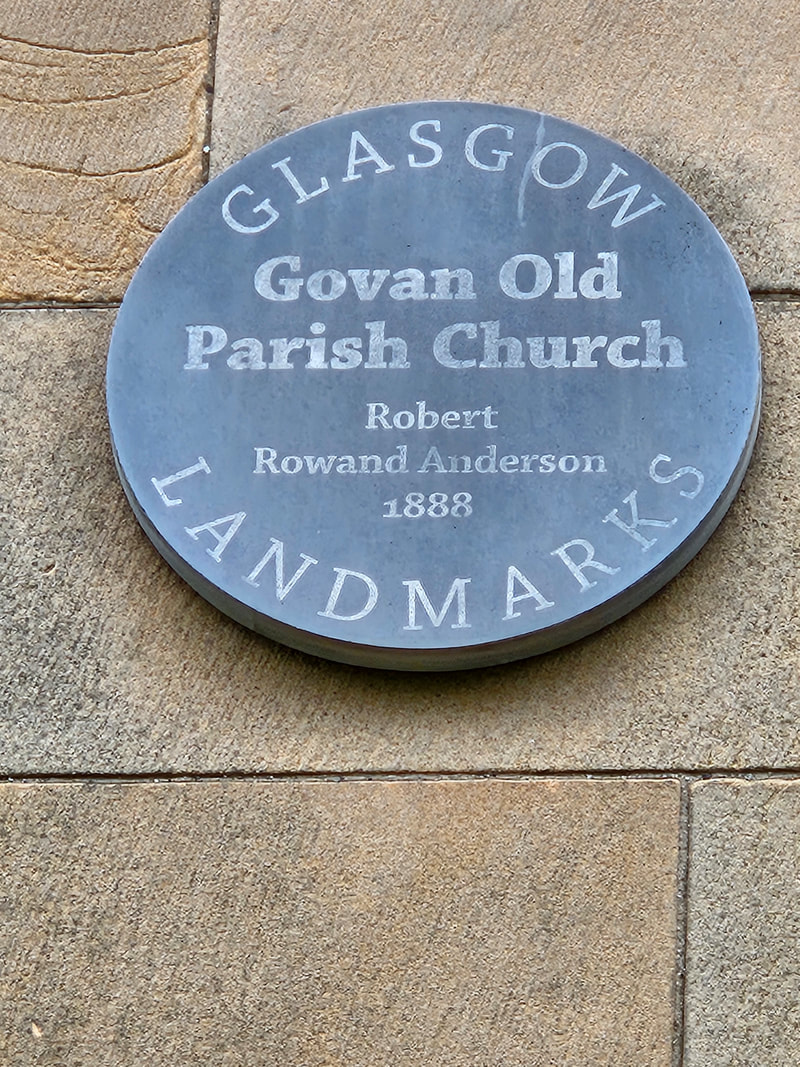 GLASGOW
Govan Old
Parish Church
Robert
Rowand Anderson
1888
LANDMARKS